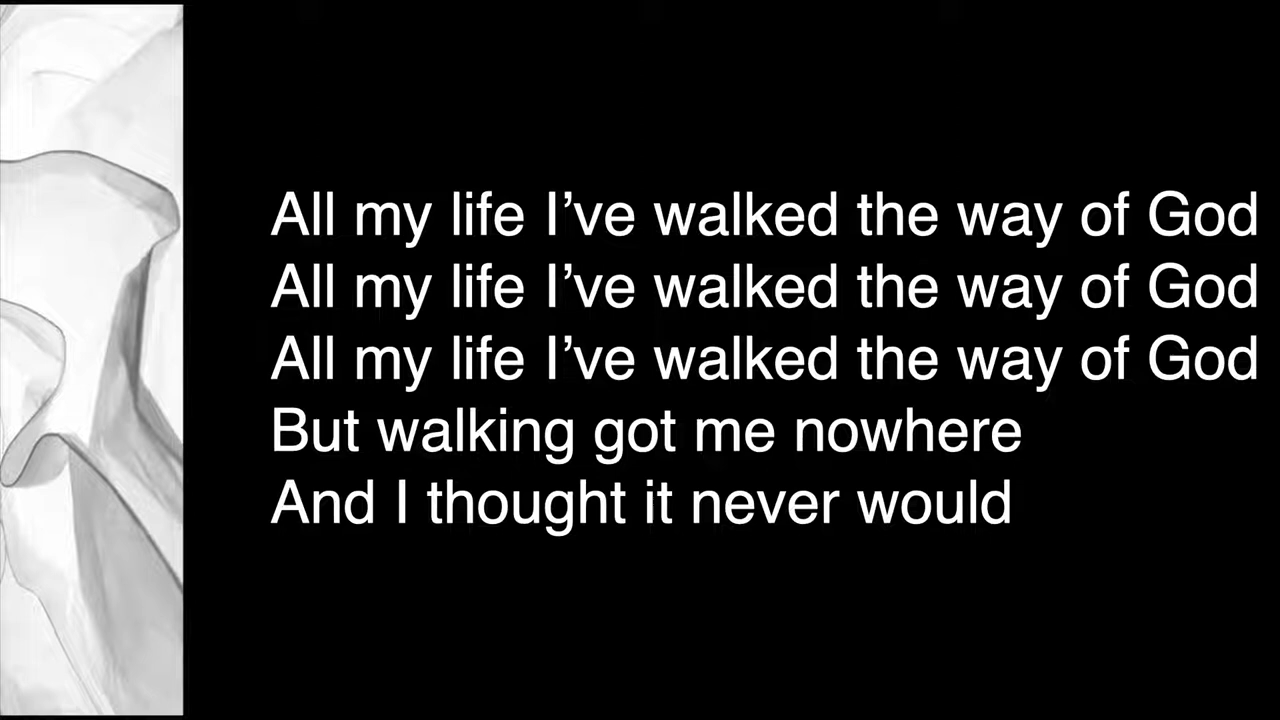 All my life I’ve walked the way of God
All my life I’ve walked the way of God
All my life I’ve walked the way of God
But walking got me nowhere
And I thought it never would